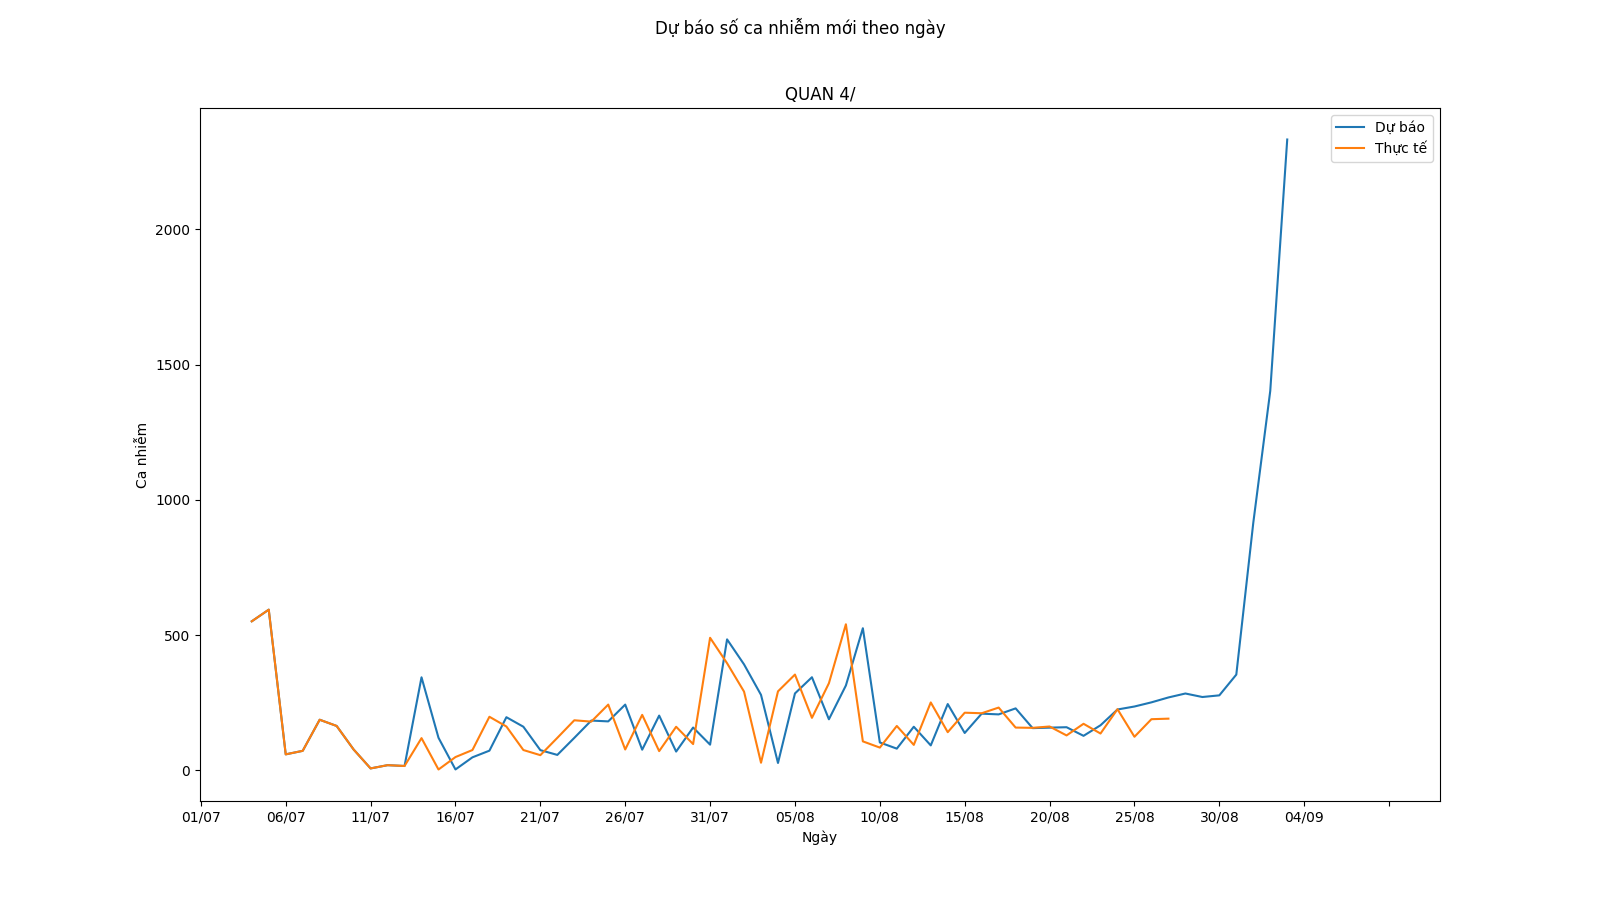 Dự báo số ca nhiễm mới theo ngày
QUAN 4/
Dự báo
Thực tế
2000
1500
1000
500
0
Ca nhiễm
01/07 06/07 11/07 16/07 21/07 26/07 31/07 05/08 10/08 15/08 20/08 25/08 30/08 04/09
Ngày